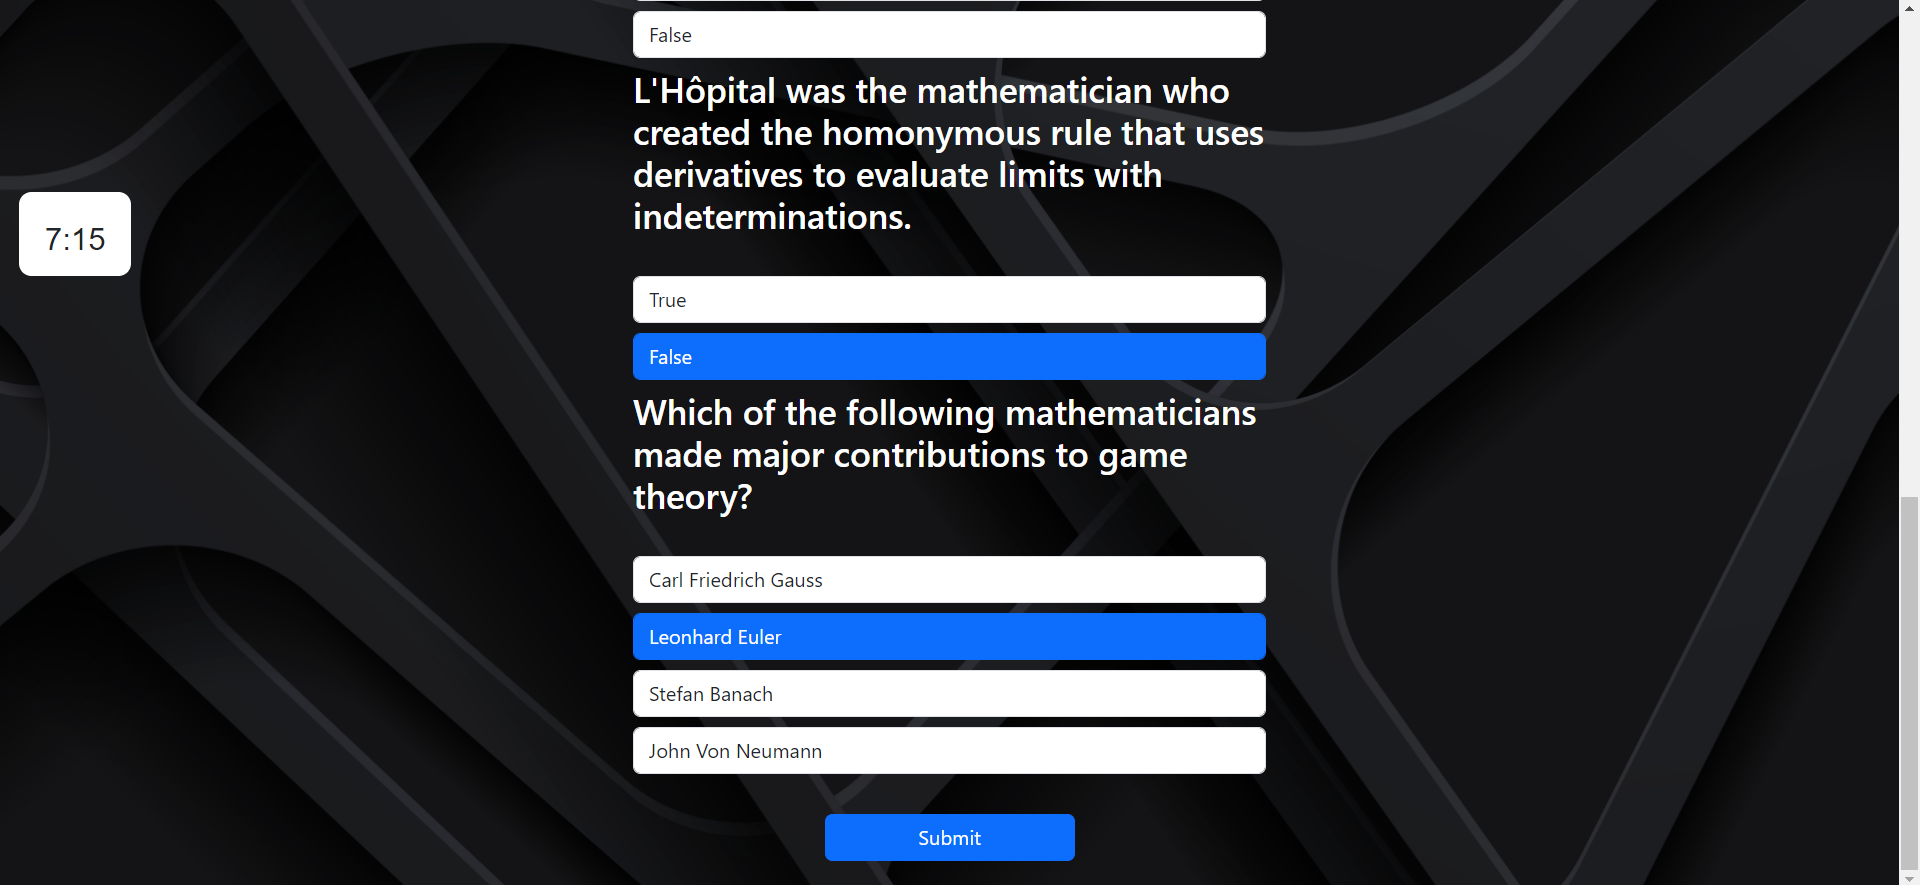 False
L'Hôpital was the mathematician who
created the homonymous rule that uses
derivatives to evaluate limits with
indeterminations.
7:15
True
False
Which of the following mathematicians
made major contributions to game
theory?
Carl Friedrich Gauss
Leonhard Euler
Stefan Banach
John Von Neumann
Submit